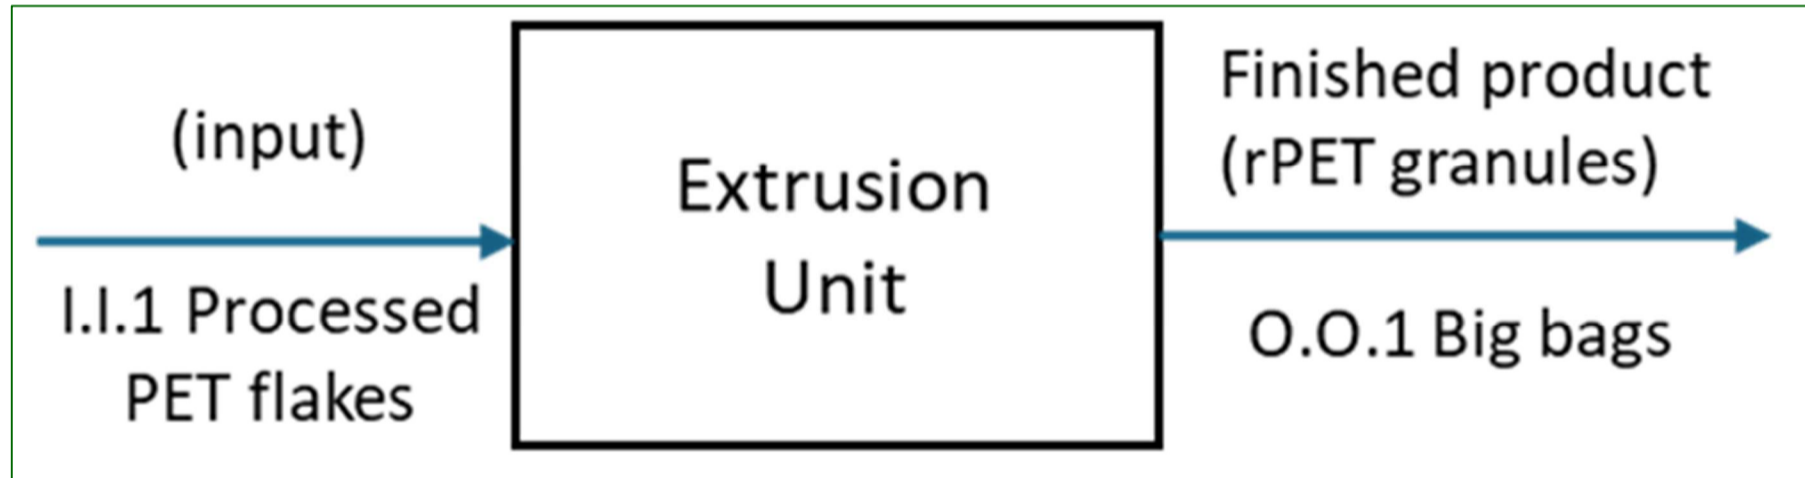 (input)
I.I.1 Processed
PET flakes
Extrusion
Unit
Finished product
(rPET granules)
O.O.1 Big bags